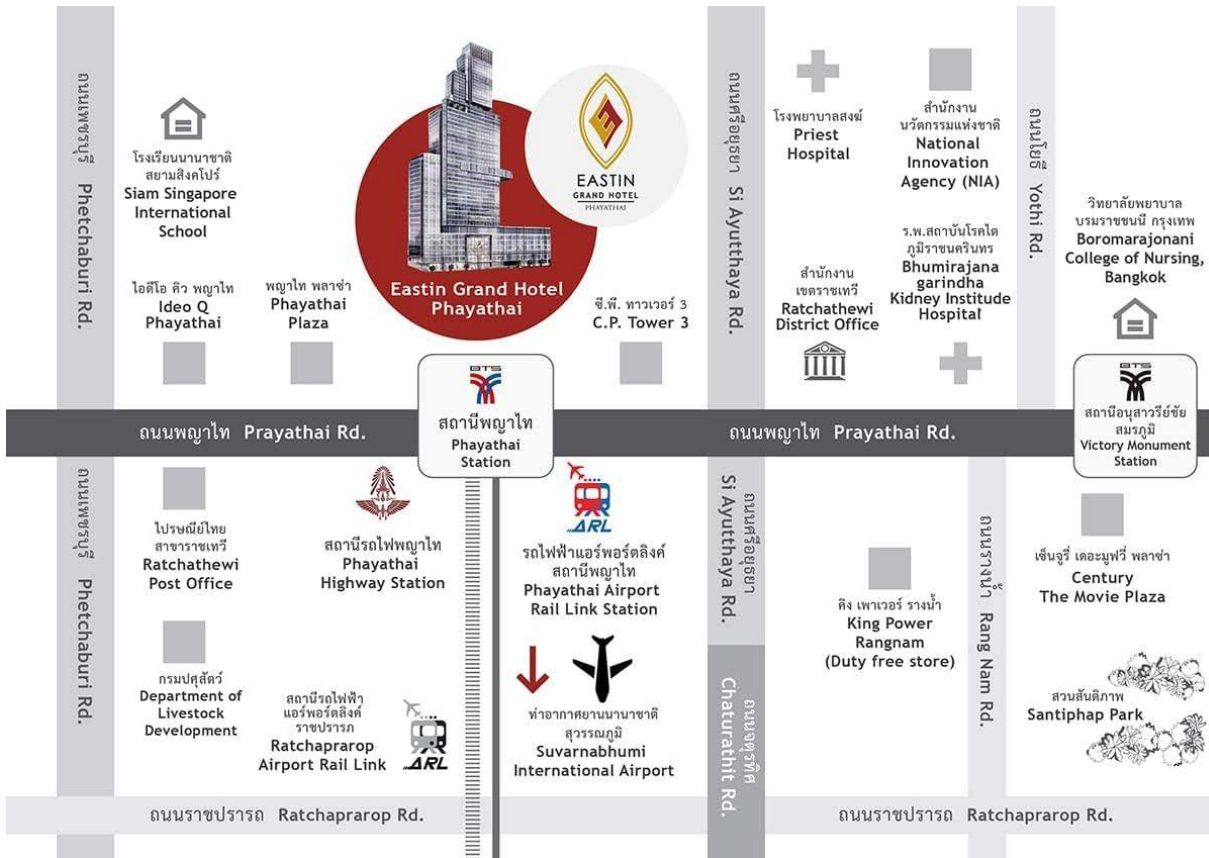 ถนนเพชรบุรี Phetchaburi Rd.
โรงเรียนนานาชาติ
สยามสิงคโปร์
Siam Singapore
International
School
ไอดีโอ คิว พญาไท
Ideo Q
Phayathai
พญาไท พลาซ่า
Phayathai
Plaza
Eastin Grand Hotel
Phayathai
EASTIN
GRAND HOTEL
PHAYATHAI
ซี.พี. ทาวเวอร์ 3
C.P. Tower 3
ถนนศรีอยุธยา Si Ayutthaya Rd.
โรงพยาบาลสงฆ์
Priest
Hospital
สำนักงาน
นวัตกรรมแห่งชาติ
National
Innovation
Agency (NIA)
สำนักงาน
เขตราชเทวี
Ratchathewi
District Office
ร.พ.สถาบันโรคไต
ภูมิราชนครินทร
Bhumirajana
garindha
Kidney Institude
Hospital
ถนนโยธี Yothi Rd.
วิทยาลัยพยาบาล
บรมราชชนนี กรุงเทพ
Boromarajonani
College of Nursing,
Bangkok
ถนนพญาไท Prayathai Rd.
BTS
สถานีพญาไท
Phayathai
Station
ถนนพญาไท Prayathai Rd.
BTS
สถานีอนุสาวรีย์ชัย
สมรภูมิ
Victory Monument
Station
ถนนเพชรบุรี Phetchaburi Rd.
ไปรษณีย์ไทย
สาขาราชเทวี
Ratchathewi
Post Office
สถานีรถไฟพญาไท
Phayathai
Highway Station
ARL
รถไฟฟ้าแอร์พอร์ตลิงค์
สถานีพญาไท
Phayathai Airport
Rail Link Station
ถนนศรีอยุธยา
Si Ayutthaya Rd.
คิง เพาเวอร์ รางน้ำ
King Power
Rangnam
(Duty free store)
ถนนรางน้ำ Rang Nam Rd.
เซ็นจูรี่ เดอะมูฟวี่ พลาซ่า
Century
The Movie Plaza
กรมปศุสัตว์
Department of
Livestock
Development
สถานีรถไฟฟ้า
แอร์พอร์ตลิงค์
ราชปรารภ
Ratchaprarop
Airport Rail Link
ARL
ท่าอากาศยานนานาชาติ
สุวรรณภูมิ
Suvarnabhumi
International Airport
ถนนจตุรทิศ
Chaturathit Rd.
สวนสันติภาพ
Santiphap Park
ถนนราชปรารถ Ratchaprarop Rd.
ถนนราชปรารถ Ratchaprarop Rd.